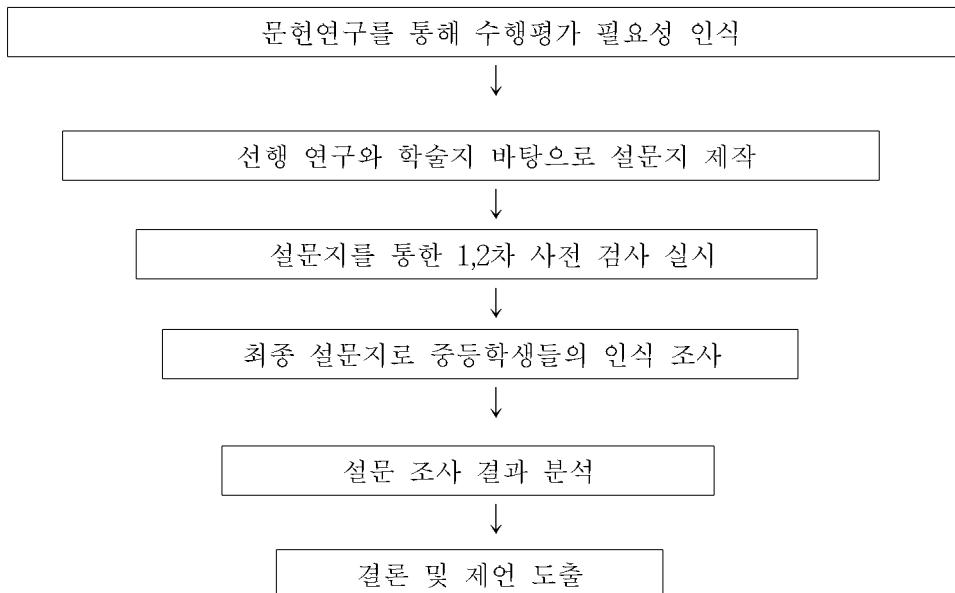 문헌연구를 통해 수행평가 필요성 인식
↓
선행 연구와 학술지 바탕으로 설문지 제작
↓
설문지를 통한 1,2차 사전 검사 실시
↓
최종 설문지로 중등학생들의 인식 조사
↓
설문 조사 결과 분석
↓
결론 및 제언 도출